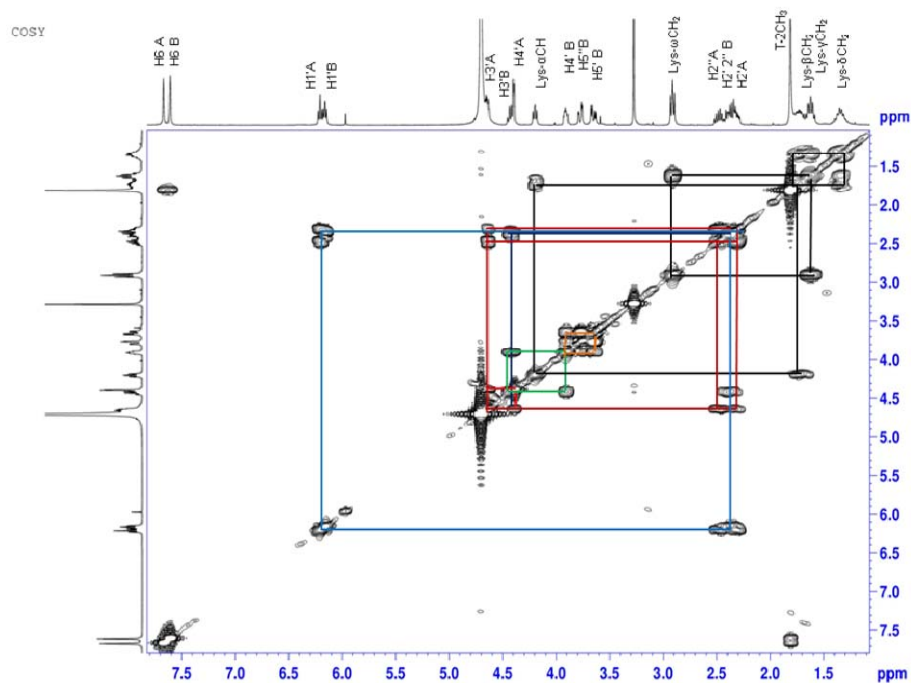 COSY
H6 A
H6 B
H1'A
H1'B
H3'A
H3'B
H4'A
Lys-αCH
H4' B
H5''B
H5' B
Lys-ωCH₂
H2''A
H2' 2'' B
H2'A
T-2CH₃
Lys-βCH₂
Lys-γCH₂
Lys-δCH₂
ppm
1.5
2.0
2.5
3.0
3.5
4.0
4.5
5.0
5.5
6.0
6.5
7.0
7.5
7.5 7.0 6.5 6.0 5.5 5.0 4.5 4.0 3.5 3.0 2.5 2.0 1.5 ppm